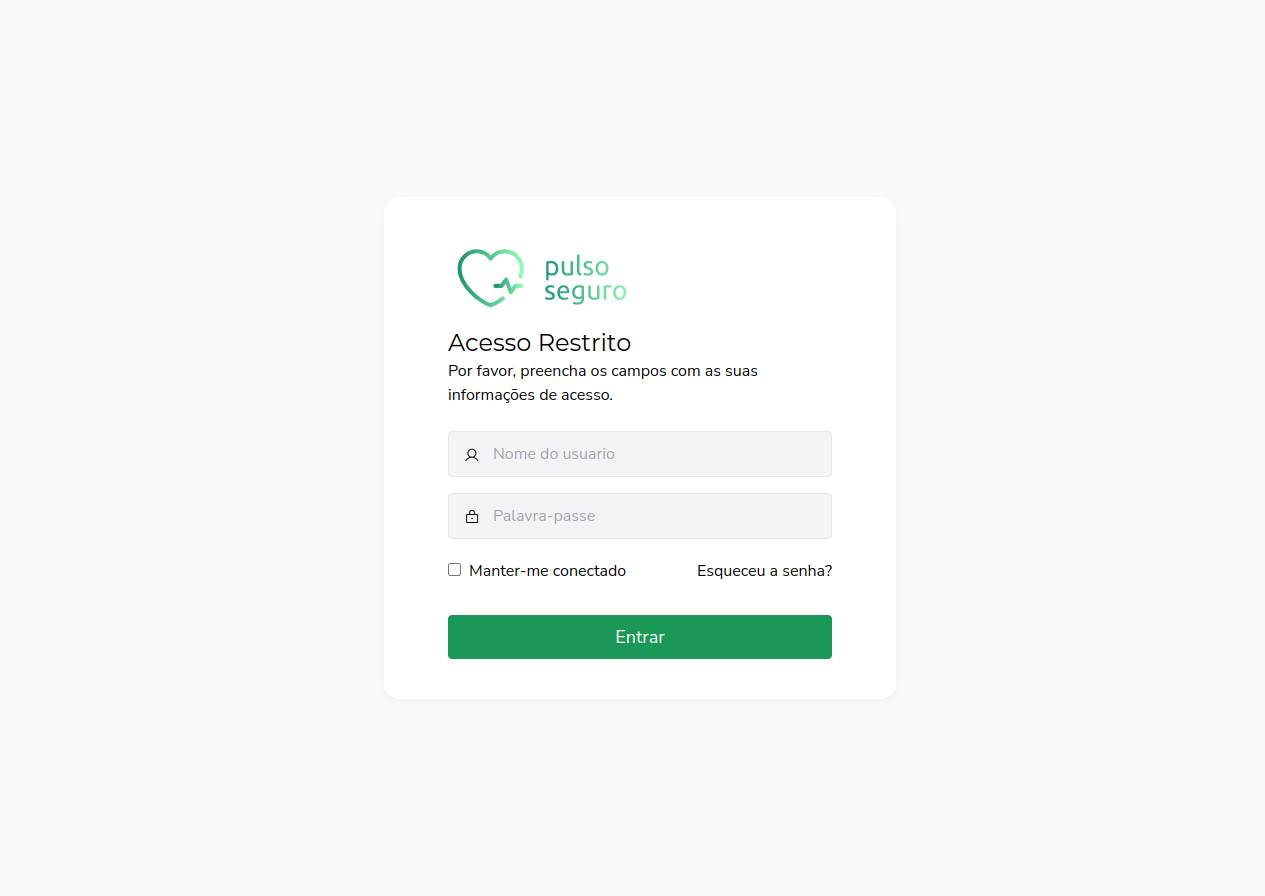 pulso
seguro
Acesso Restrito
Por favor, preencha os campos com as suas
informações de acesso.
Nome do usuario
Palavra-passe
Manter-me conectado Esqueceu a senha?
Entrar